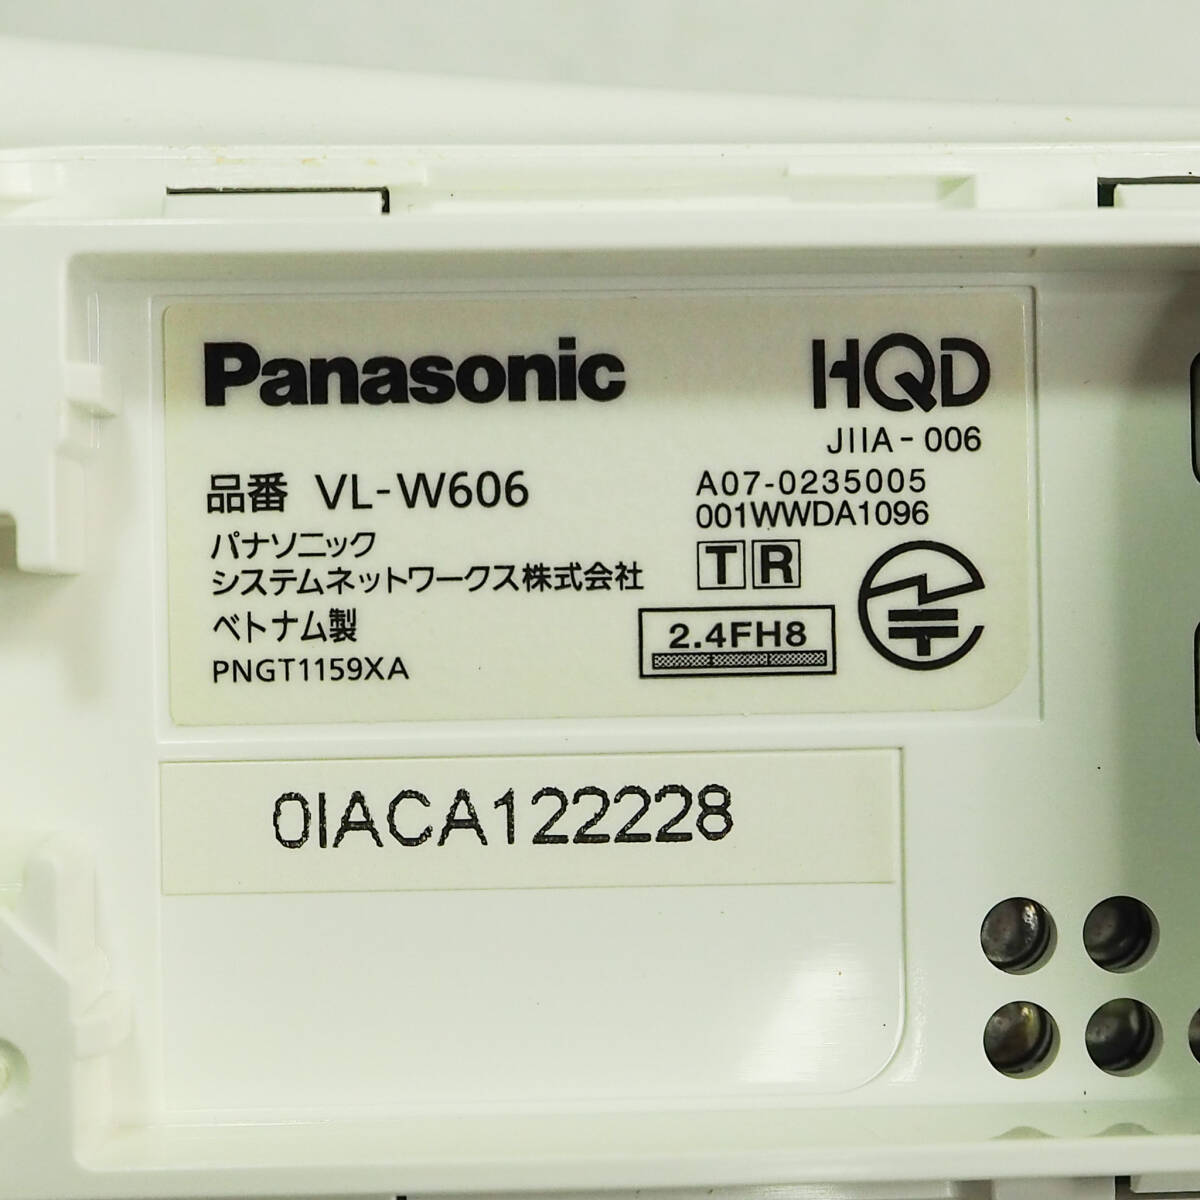 Panasonic
HQD
JIIA-006
品番 VL-W606
A07-0235005
001WWDA1096
パナソニック
システムネットワークス株式会社
T R
ベトナム製
2.4FH8
PNGT1159XA
0IACA122228